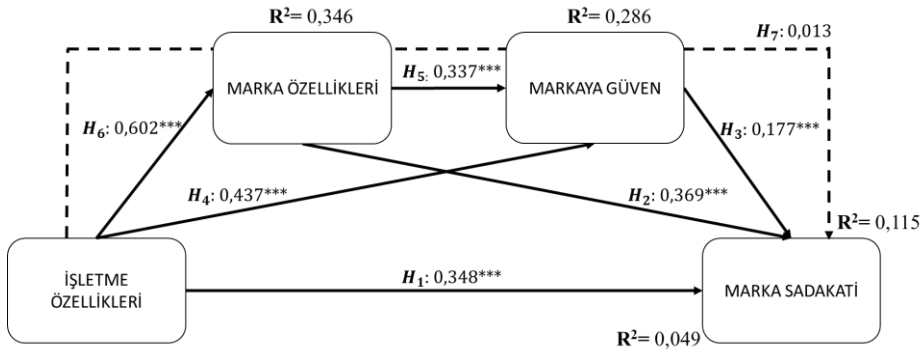 R²= 0,346
R²= 0,286
H₇: 0,013
MARKA ÖZELLİKLERİ
H₅: 0,337***
MARKAYA GÜVEN
H₆: 0,602***
H₃: 0,177***
H₄: 0,437***
H₂: 0,369***
R²= 0,115
İŞLETME
ÖZELLİKLERİ
H₁: 0,348***
MARKA SADAKATİ
R²= 0,049